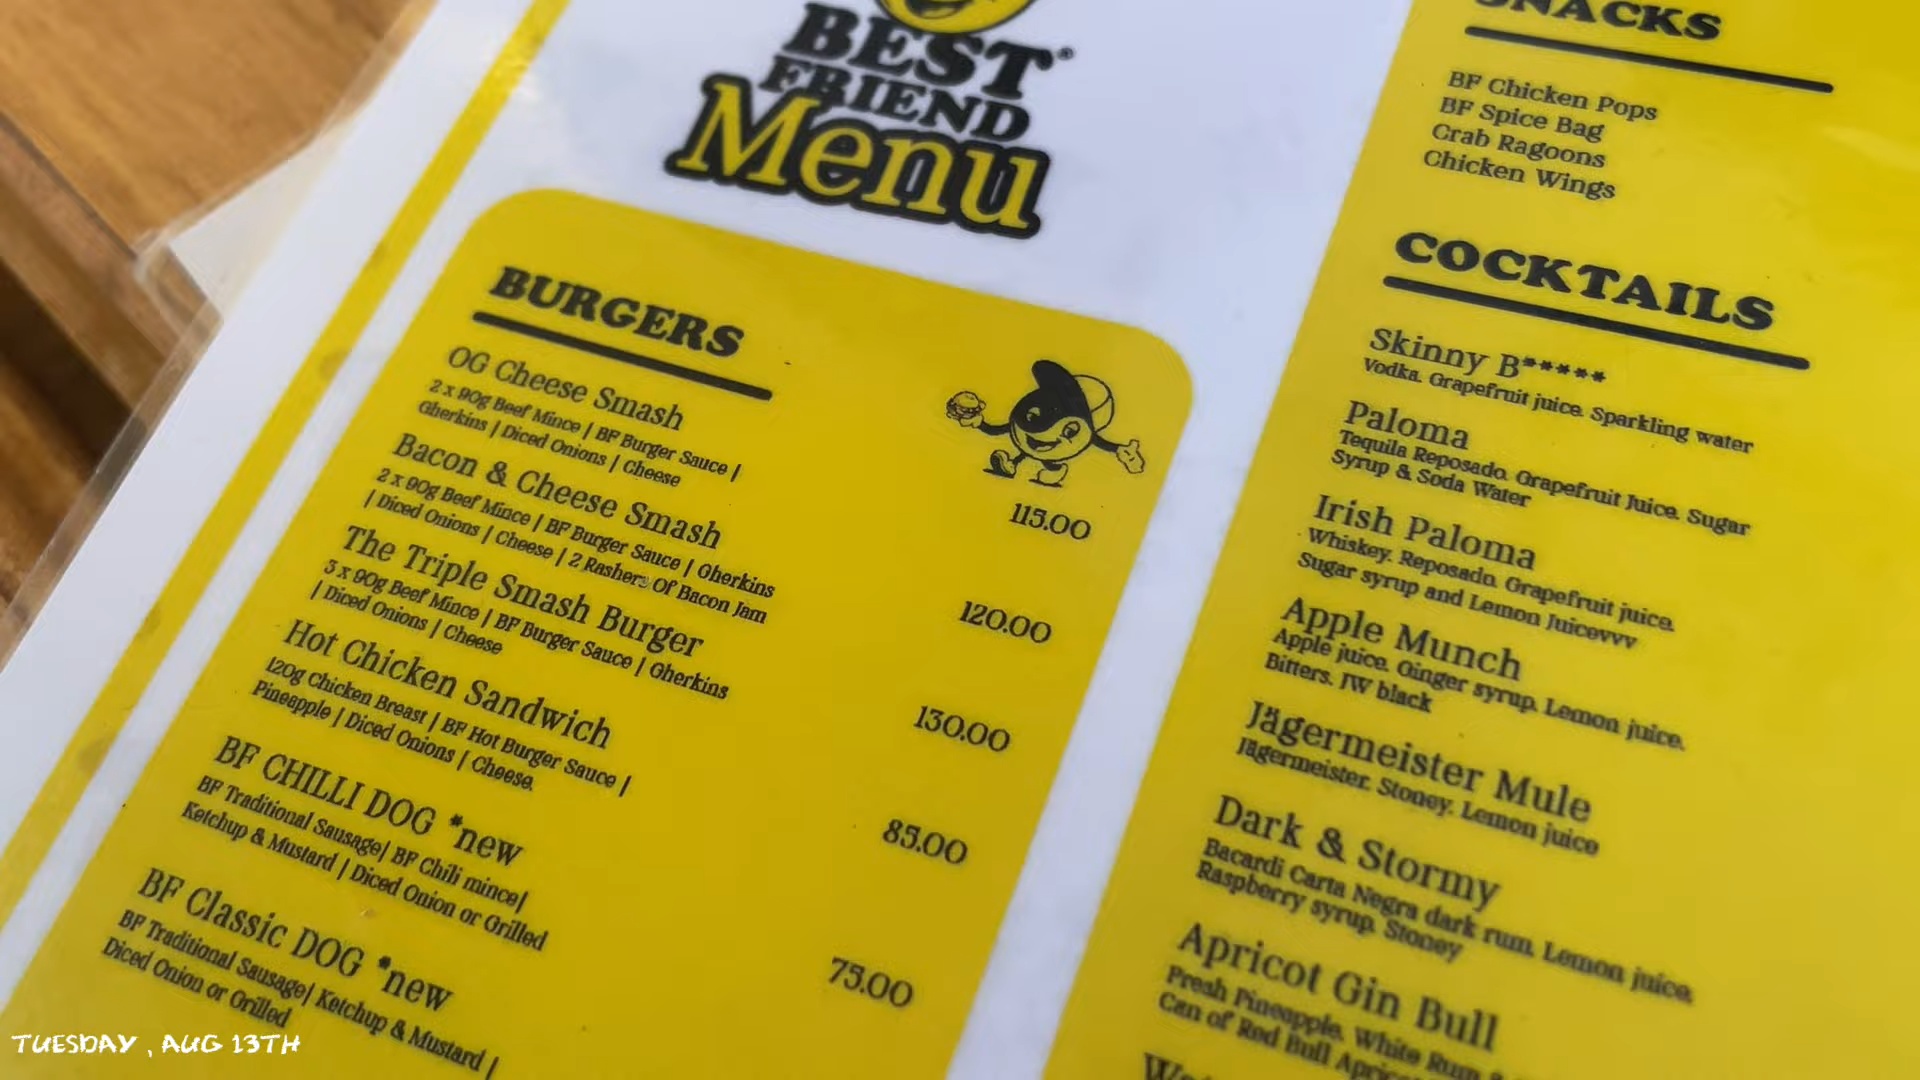 BEST®
FRIEND
Menu
BURGERS
OG Cheese Smash
2 x 90g Beef Mince | BF Burger Sauce |
Gherkins | Diced Onions | Cheese
115.00
Bacon & Cheese Smash
2 x 90g Beef Mince | BF Burger Sauce | Gherkins
| Diced Onions | Cheese | 2 Rashers Of Bacon Jam
120.00
The Triple Smash Burger
3 x 90g Beef Mince | BF Burger Sauce | Gherkins
| Diced Onions | Cheese
130.00
Hot Chicken Sandwich
120g Chicken Breast | BF Hot Burger Sauce |
Pineapple | Diced Onions | Cheese.
85.00
BF CHILLI DOG *new
BF Traditional Sausage| BF Chili mince|
Ketchup & Mustard | Diced Onion or Grilled
75.00
BF Classic DOG *new
BF Traditional Sausage| Ketchup & Mustard |
Diced Onion or Grilled
SNACKS
BF Chicken Pops
BF Spice Bag
Crab Ragoons
Chicken Wings
COCKTAILS
Skinny B*****
Vodka. Grapefruit juice. Sparkling water
Paloma
Tequila Reposado. Grapefruit Juice. Sugar
Syrup & Soda Water
Irish Paloma
Whiskey. Reposado. Grapefruit juice.
Sugar syrup and Lemon Juicevvv
Apple Munch
Apple juice. Ginger syrup. Lemon juice.
Bitters. JW black
Jägermeister Mule
Jägermeister. Stoney. Lemon juice
Dark & Stormy
Bacardi Carta Negra dark rum. Lemon juice.
Raspberry syrup. Stoney
Apricot Gin Bull
Fresh Pineapple. White Rum
Can of Red Bull
TUESDAY , AUG 13TH